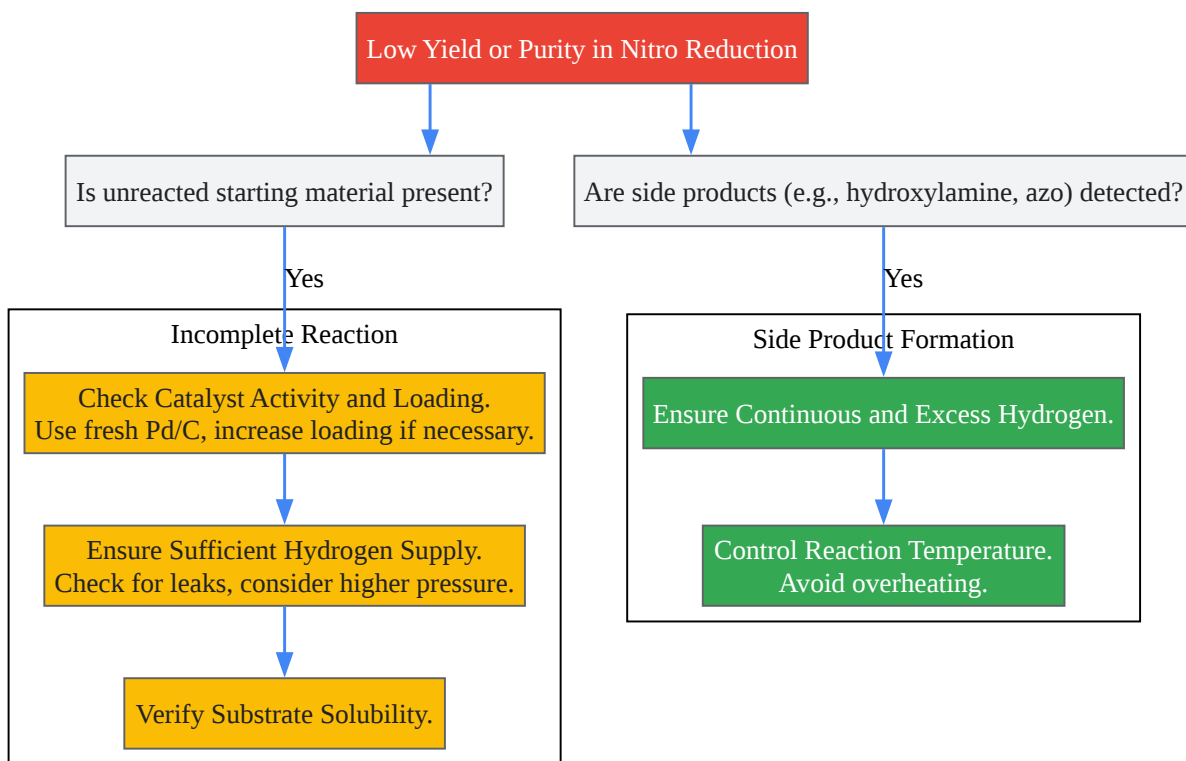 Low Yield or Purity in Nitro Reduction
Is unreacted starting material present?
Are side products (e.g., hydroxylamine, azo) detected?
Yes
Yes
Incomplete Reaction
Side Product Formation
Check Catalyst Activity and Loading.
Use fresh Pd/C, increase loading if necessary.
Ensure Continuous and Excess Hydrogen.
Ensure Sufficient Hydrogen Supply.
Check for leaks, consider higher pressure.
Control Reaction Temperature.
Avoid overheating.
Verify Substrate Solubility.